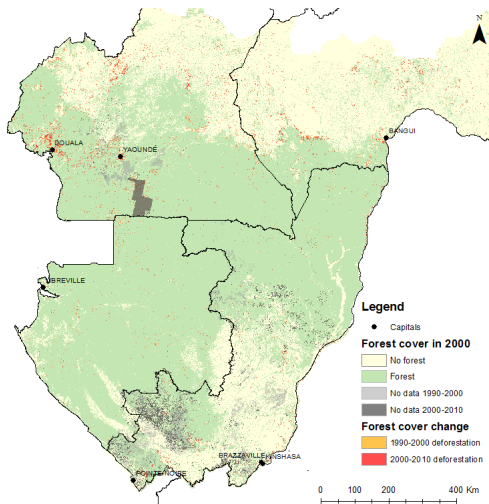 N
DOUALA
YAOUNDÉ
BANGUI
LIBREVILLE
BRAZZAVILLE
KINSHASA
POINTE NOIRE
Legend
Capitals
Forest cover in 2000
No forest
Forest
No data 1990-2000
No data 2000-2010
Forest cover change
1990-2000 deforestation
2000-2010 deforestation
0 100 200 400 Km